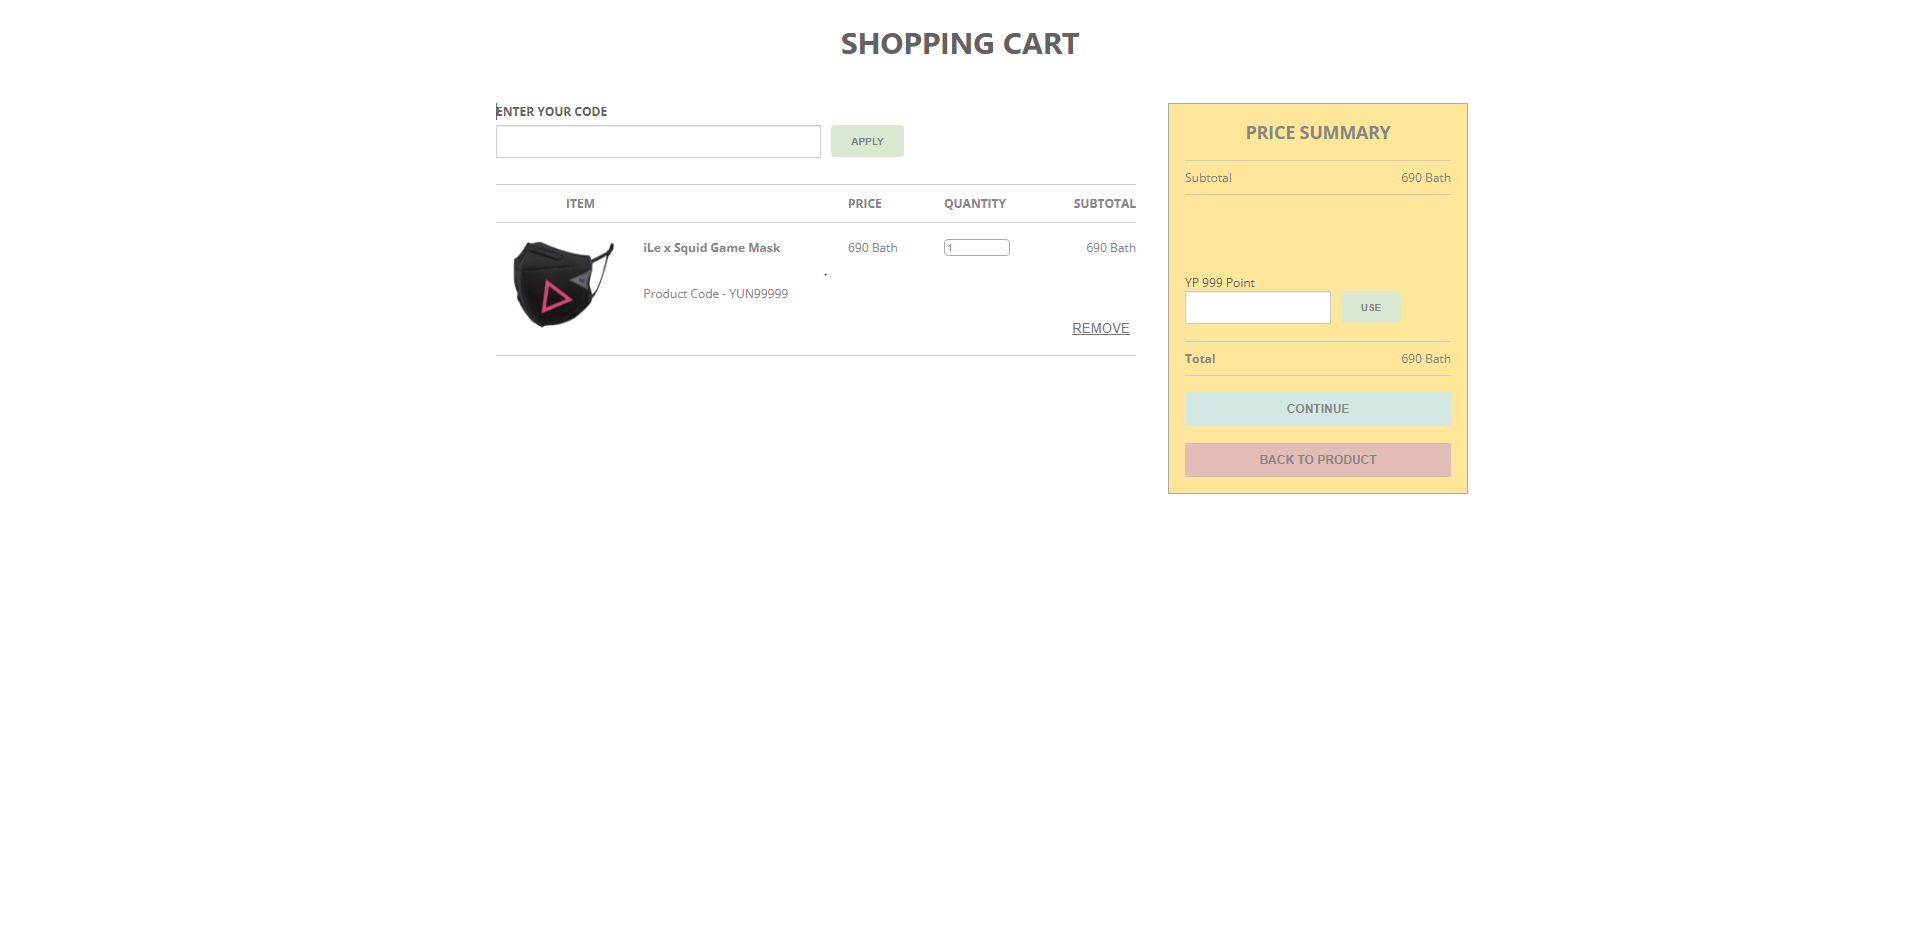 SHOPPING CART
ENTER YOUR CODE
APPLY
ITEM PRICE QUANTITY SUBTOTAL
iLe x Squid Game Mask 690 Bath 1 690 Bath
Product Code - YUN99999
REMOVE
PRICE SUMMARY
Subtotal 690 Bath
YP 999 Point
USE
Total 690 Bath
CONTINUE
BACK TO PRODUCT